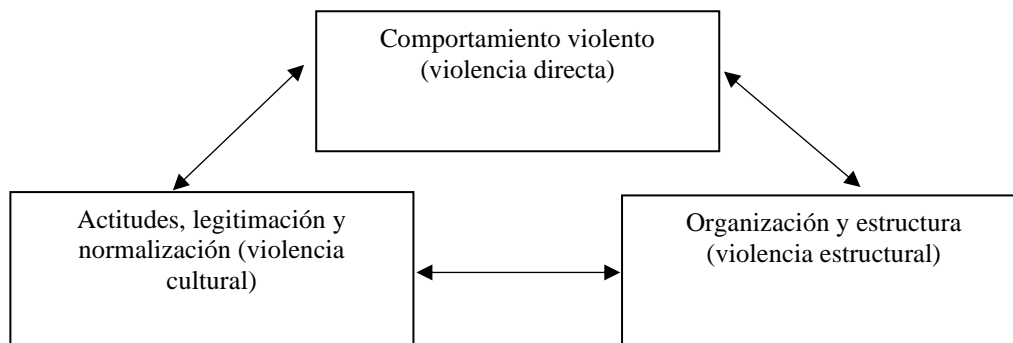 Comportamiento violento
(violencia directa)
Actitudes, legitimación y
normalización (violencia
cultural)
Organización y estructura
(violencia estructural)